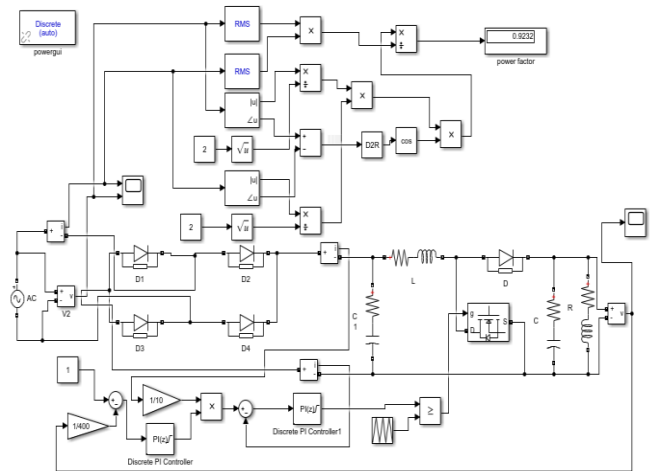 Discrete
(auto)
powergui
RMS
×
×
÷
0.9232
power factor
RMS
×
÷
×
|u|
∠u
2
√u
+
−
D2R
cos
×
|u|
∠u
2
√u
×
÷
+
i
-
AC
+
-
v
V2
D1
D2
D3
D4
+
i
-
L
C
1
D
g
D
S
C
R
+
-
v
+
i
-
1
1/400
+
−
1/10
PI(z)
Discrete PI Controller
×
+
−
PI(z)
Discrete PI Controller1
≥